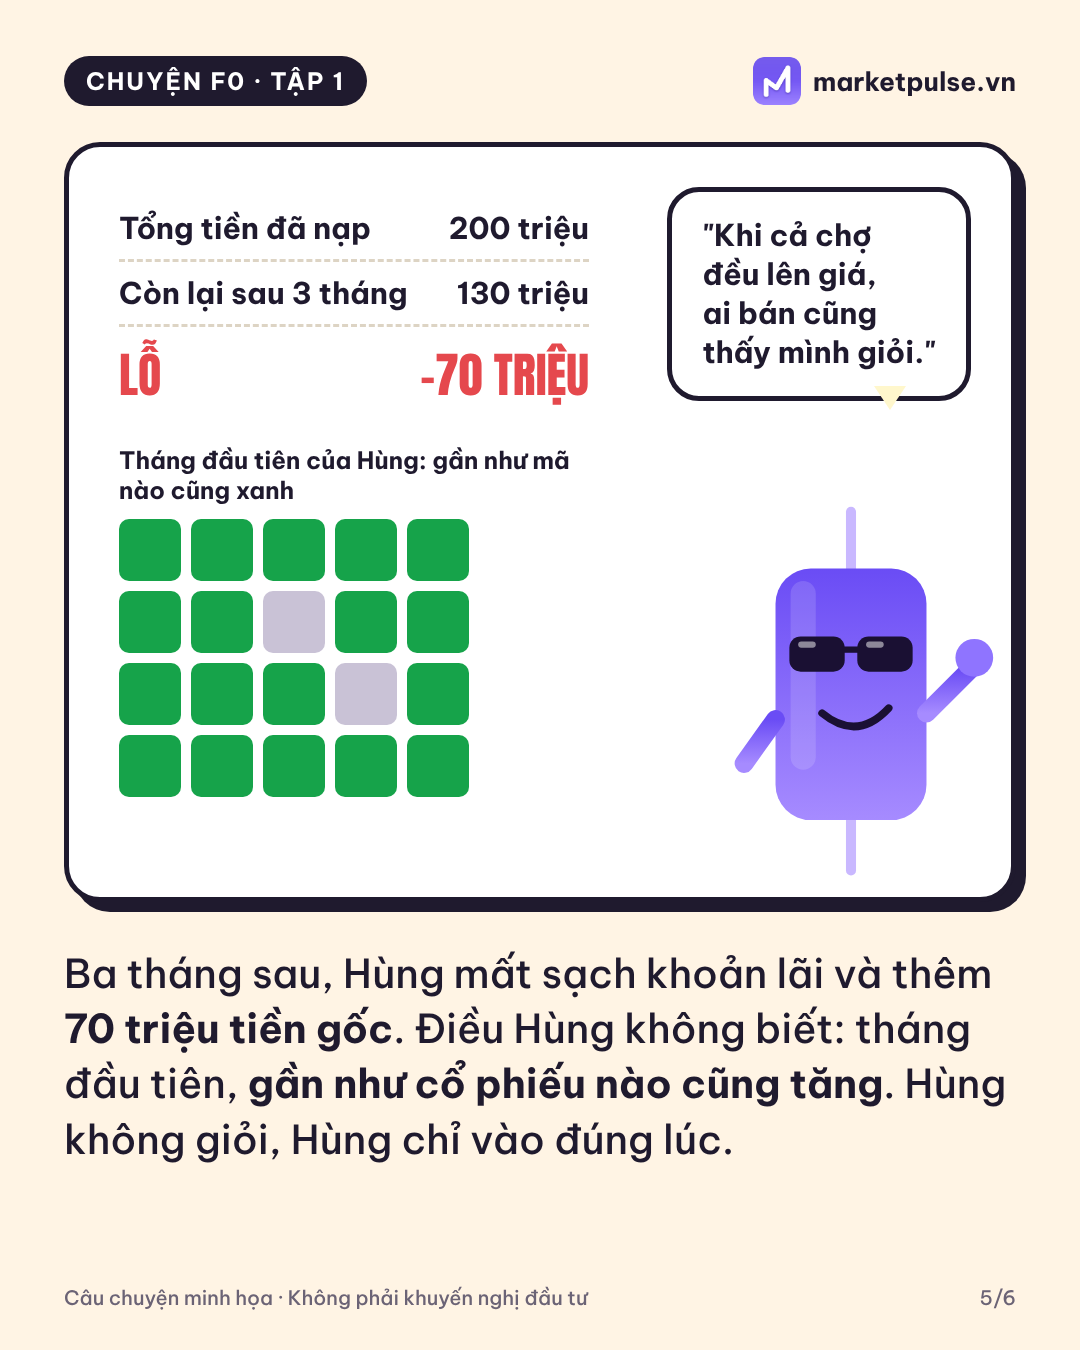 CHUYỆN F0 · TẬP 1
marketpulse.vn
Tổng tiền đã nạp 200 triệu
Còn lại sau 3 tháng 130 triệu
LỖ -70 TRIỆU
"Khi cả chợ
đều lên giá,
ai bán cũng
thấy mình giỏi."
Tháng đầu tiên của Hùng: gần như mã
nào cũng xanh
Ba tháng sau, Hùng mất sạch khoản lãi và thêm
70 triệu tiền gốc. Điều Hùng không biết: tháng
đầu tiên, gần như cổ phiếu nào cũng tăng. Hùng
không giỏi, Hùng chỉ vào đúng lúc.
Câu chuyện minh họa · Không phải khuyến nghị đầu tư
5/6